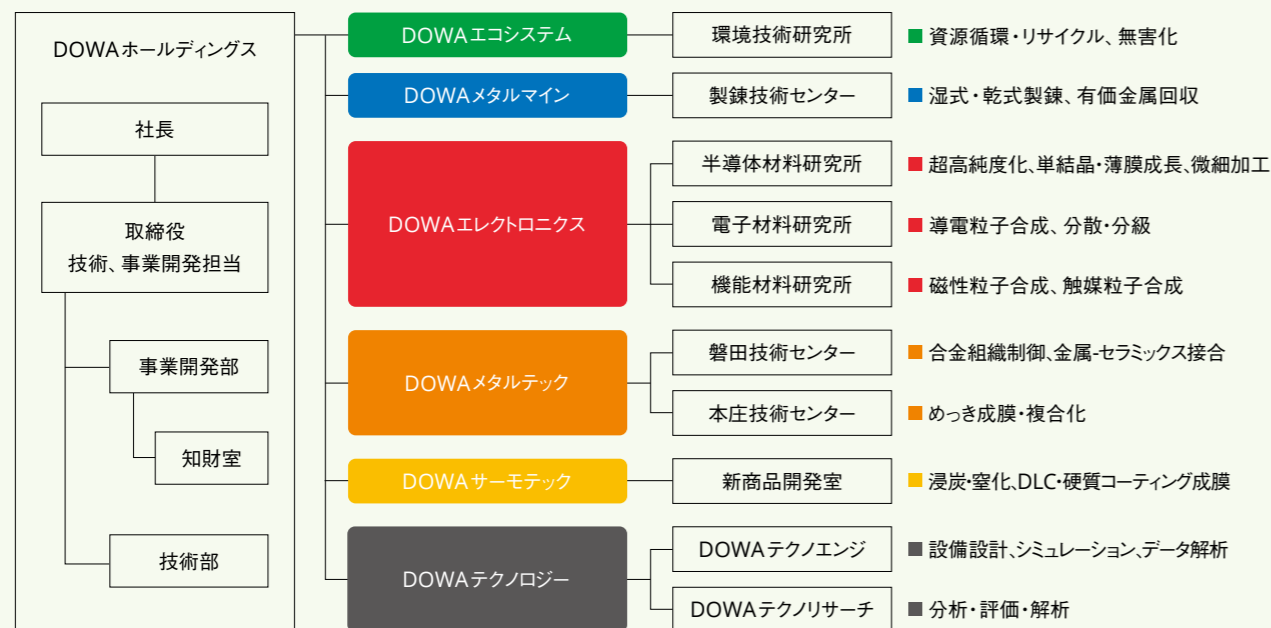 DOWAホールディングス
社長
取締役
技術、事業開発担当
事業開発部
知財室
技術部
DOWAエコシステム
環境技術研究所
■ 資源循環・リサイクル、無害化
DOWAメタルマイン
製錬技術センター
■ 湿式・乾式製錬、有価金属回収
DOWAエレクトロニクス
半導体材料研究所
■ 超高純度化、単結晶・薄膜成長、微細加工
電子材料研究所
■ 導電粒子合成、分散・分級
機能材料研究所
■ 磁性粒子合成、触媒粒子合成
DOWAメタルテック
磐田技術センター
■ 合金組織制御、金属-セラミックス接合
本庄技術センター
■ めっき成膜・複合化
DOWAサーモテック
新商品開発室
■ 浸炭・窒化、DLC・硬質コーティング成膜
DOWAテクノロジー
DOWAテクノエンジ
■ 設備設計、シミュレーション、データ解析
DOWAテクノリサーチ
■ 分析・評価・解析